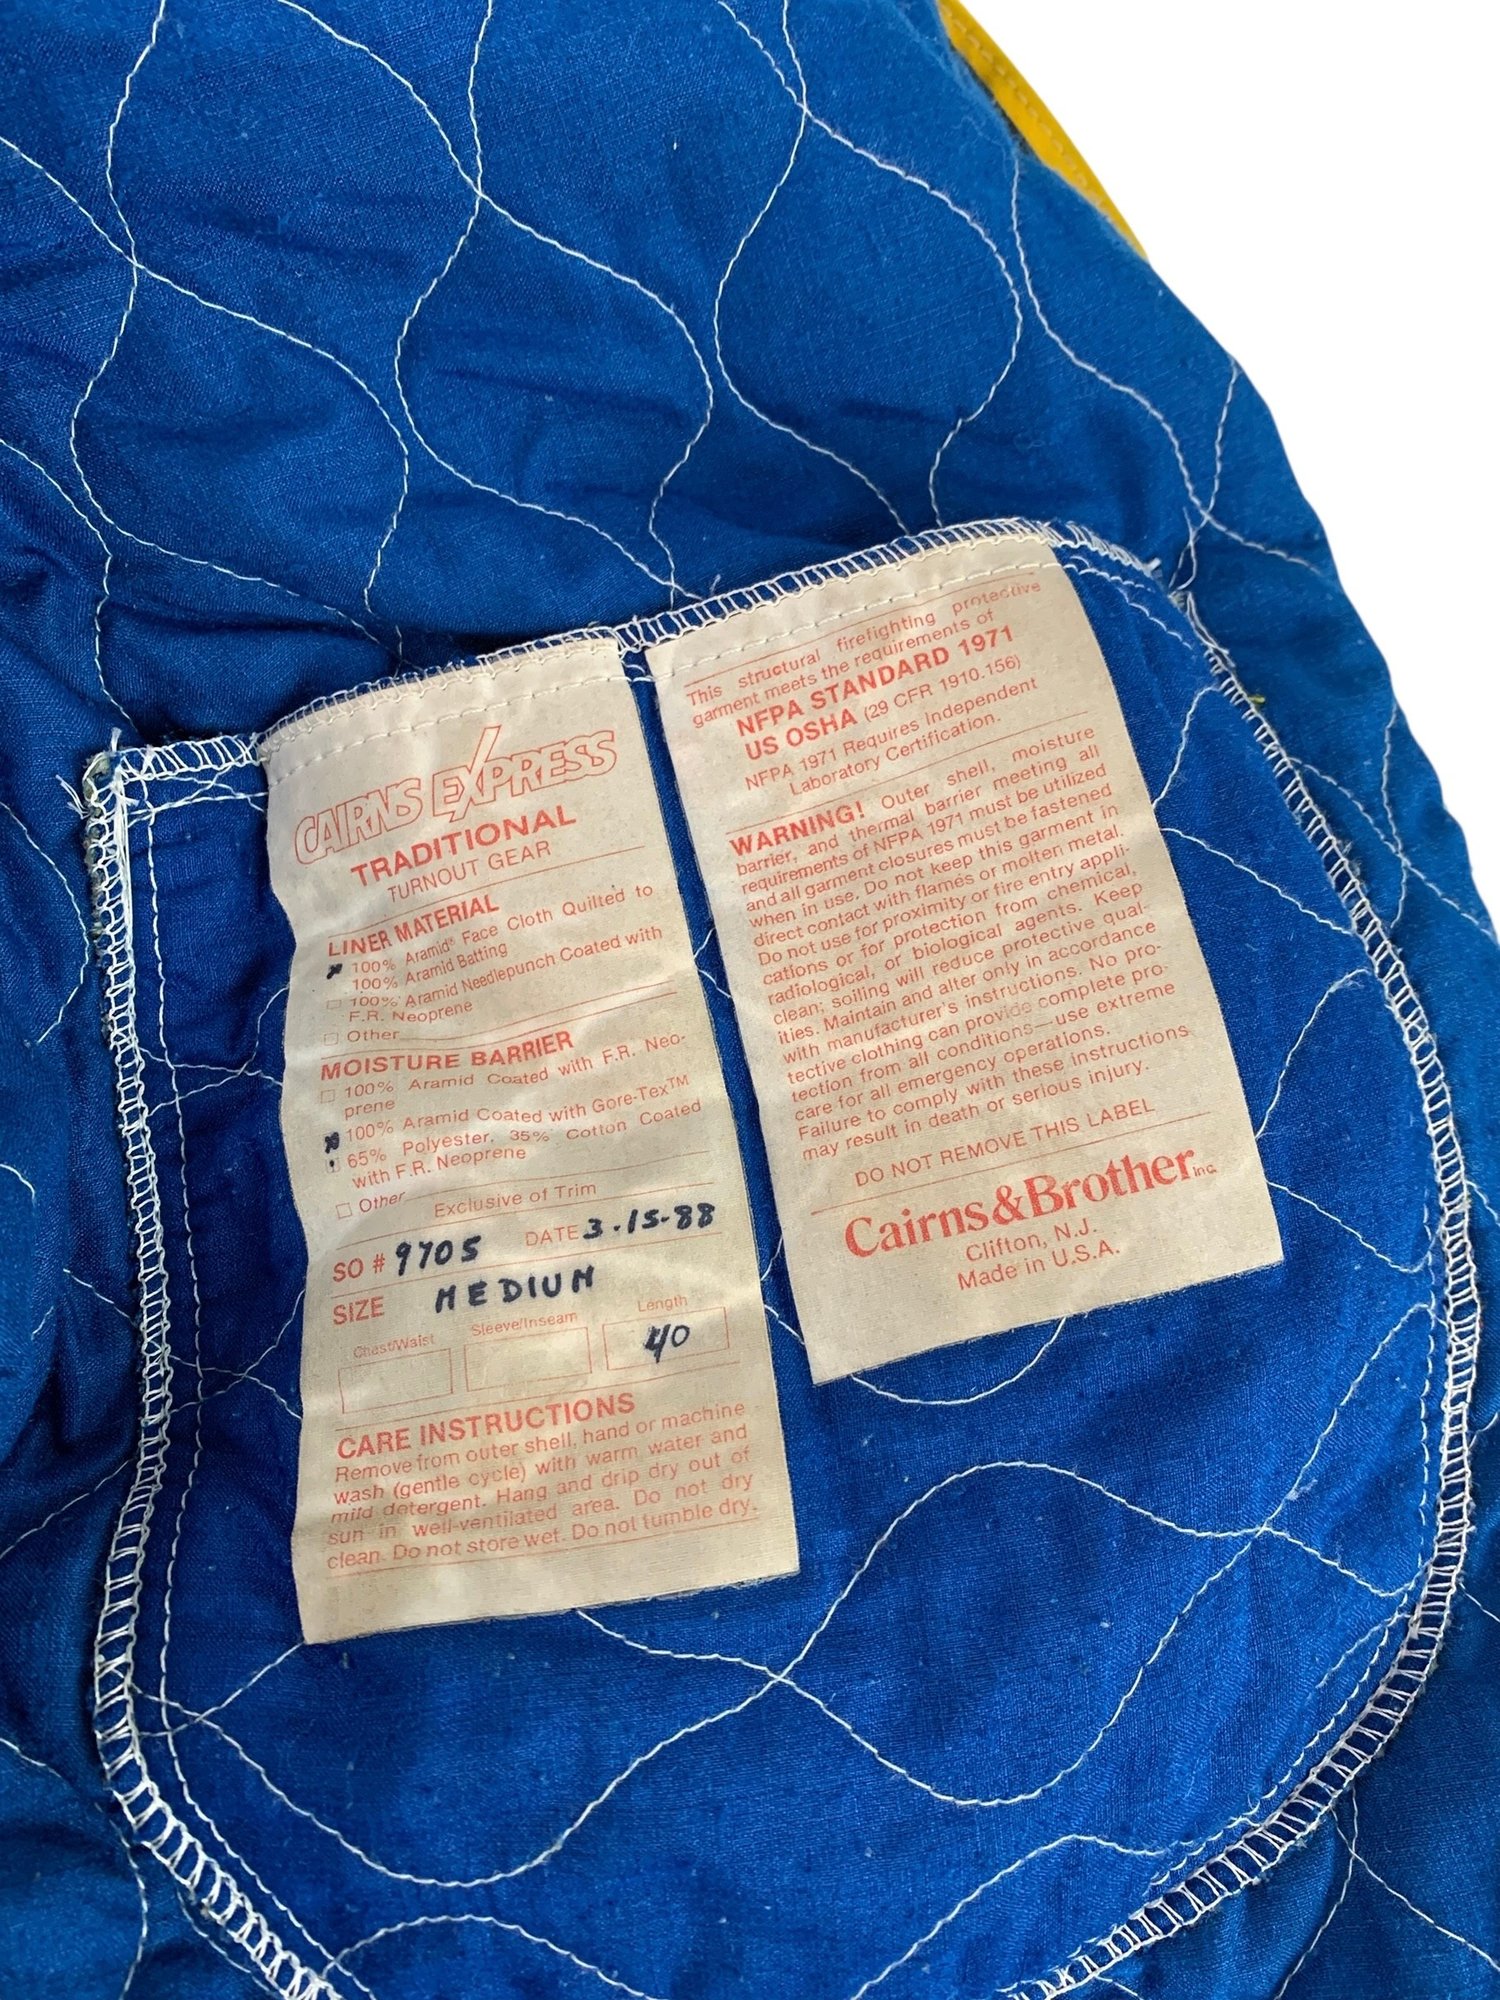 CAIRNS EXPRESS
TRADITIONAL
TURNOUT GEAR
LINER MATERIAL
100% Aramid® Face Cloth Quilted to
100% Aramid Batting
100% Aramid Needlepunch Coated with
F.R. Neoprene
Other
MOISTURE BARRIER
100% Aramid Coated with F.R. Neo-
prene
100% Aramid Coated with Gore-Tex™
65% Polyester, 35% Cotton Coated
with F.R. Neoprene
Other
Exclusive of Trim
SO # 9705 DATE 3-15-88
SIZE MEDIUM
Chest/Waist Sleeve/Inseam Length
40
CARE INSTRUCTIONS
Remove from outer shell, hand or machine
wash (gentle cycle) with warm water and
mild detergent. Hang and drip dry out of
sun in well-ventilated area. Do not dry
clean. Do not store wet. Do not tumble dry.
This structural firefighting protective
garment meets the requirements of
NFPA STANDARD 1971
US OSHA (29 CFR 1910.156)
NFPA 1971 Requires Independent
Laboratory Certification.
WARNING! Outer shell, moisture
barrier, and thermal barrier meeting all
requirements of NFPA 1971 must be utilized
and all garment closures must be fastened
when in use. Do not keep this garment in
direct contact with flames or molten metal.
Do not use for proximity or fire entry appli-
cations or for protection from chemical,
radiological, or biological agents. Keep
clean; soiling will reduce protective qual-
ities. Maintain and alter only in accordance
with manufacturer's instructions. No pro-
tective clothing can provide complete pro-
tection from all conditions—use extreme
care for all emergency operations.
Failure to comply with these instructions
may result in death or serious injury.
DO NOT REMOVE THIS LABEL
Cairns&Brother Inc.
Clifton, N.J.
Made in U.S.A.